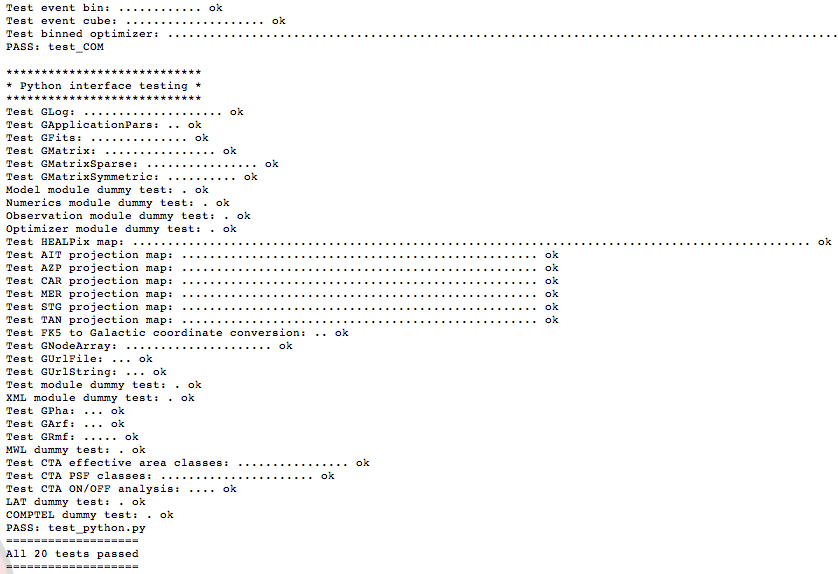 Test event bin: ............ ok
Test event cube: .................... ok
Test binned optimizer: ................................................................................................
PASS: test_COM
****************************
* Python interface testing *
****************************
Test GLog: .................... ok
Test GApplicationPars: .. ok
Test GFits: .............. ok
Test GMatrix: ................ ok
Test GMatrixSparse: ................ ok
Test GMatrixSymmetric: .......... ok
Model module dummy test: . ok
Numerics module dummy test: . ok
Observation module dummy test: . ok
Optimizer module dummy test: . ok
Test HEALPix map: ................................................................................................. ok
Test AIT projection map: ................................................... ok
Test AZP projection map: ................................................... ok
Test CAR projection map: ................................................... ok
Test MER projection map: ................................................... ok
Test STG projection map: ................................................... ok
Test TAN projection map: ................................................... ok
Test FK5 to Galactic coordinate conversion: .. ok
Test GNodeArray: ..................... ok
Test GUrlFile: ... ok
Test GUrlString: ... ok
Test module dummy test: . ok
XML module dummy test: . ok
Test GPha: ... ok
Test GArf: ... ok
Test GRmf: ..... ok
MWL dummy test: . ok
Test CTA effective area classes: ................ ok
Test CTA PSF classes: ...................... ok
Test CTA ON/OFF analysis: .... ok
LAT dummy test: . ok
COMPTEL dummy test: . ok
PASS: test_python.py
===================
All 20 tests passed
===================